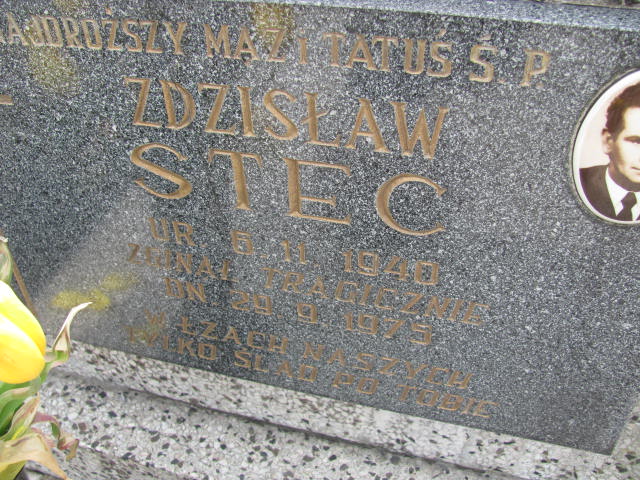 NAJDROŻSZY MĄŻ i TATUŚ Ś.P.
ZDZISŁAW
STEC
UR. 6.11.1940
ZGINĄŁ TRAGICZNIE
DN. 29.9.1975
W ŁZACH NASZYCH
TYLKO ŚLAD PO TOBIE